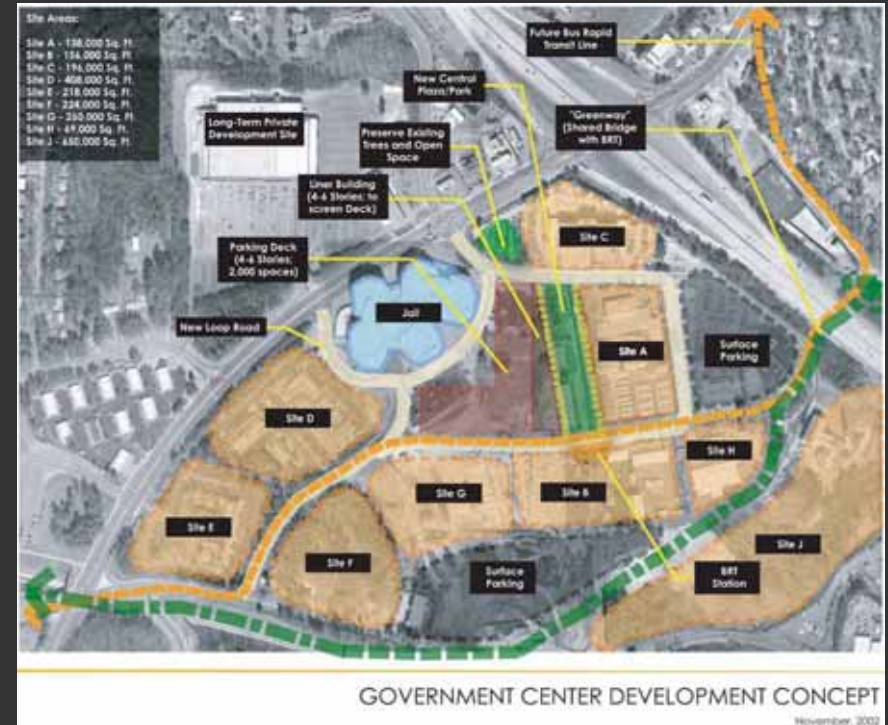 Site Areas:
Site A - 138,000 Sq. Ft.
Site B - 156,000 Sq. Ft.
Site C - 196,000 Sq. Ft.
Site D - 408,000 Sq. Ft.
Site E - 218,000 Sq. Ft.
Site F - 224,000 Sq. Ft.
Site G - 250,000 Sq. Ft.
Site H - 69,000 Sq. Ft.
Site J - 650,000 Sq. Ft.
Future Bus Rapid
Transit Line
New Central
Plaza/Park
"Greenway"
(Shared Bridge
with BRT)
Long-Term Private
Development Site
Preserve Existing
Trees and Open
Space
Liner Building
(4-6 Stories; to
screen Deck)
Parking Deck
(4-6 Stories;
2,000 spaces)
New Loop Road
Jail
Site C
Site A
Surface
Parking
Site D
Site H
Site G
Site B
Site E
Site F
Surface
Parking
Site J
BRT
Station
GOVERNMENT CENTER DEVELOPMENT CONCEPT
November, 2002